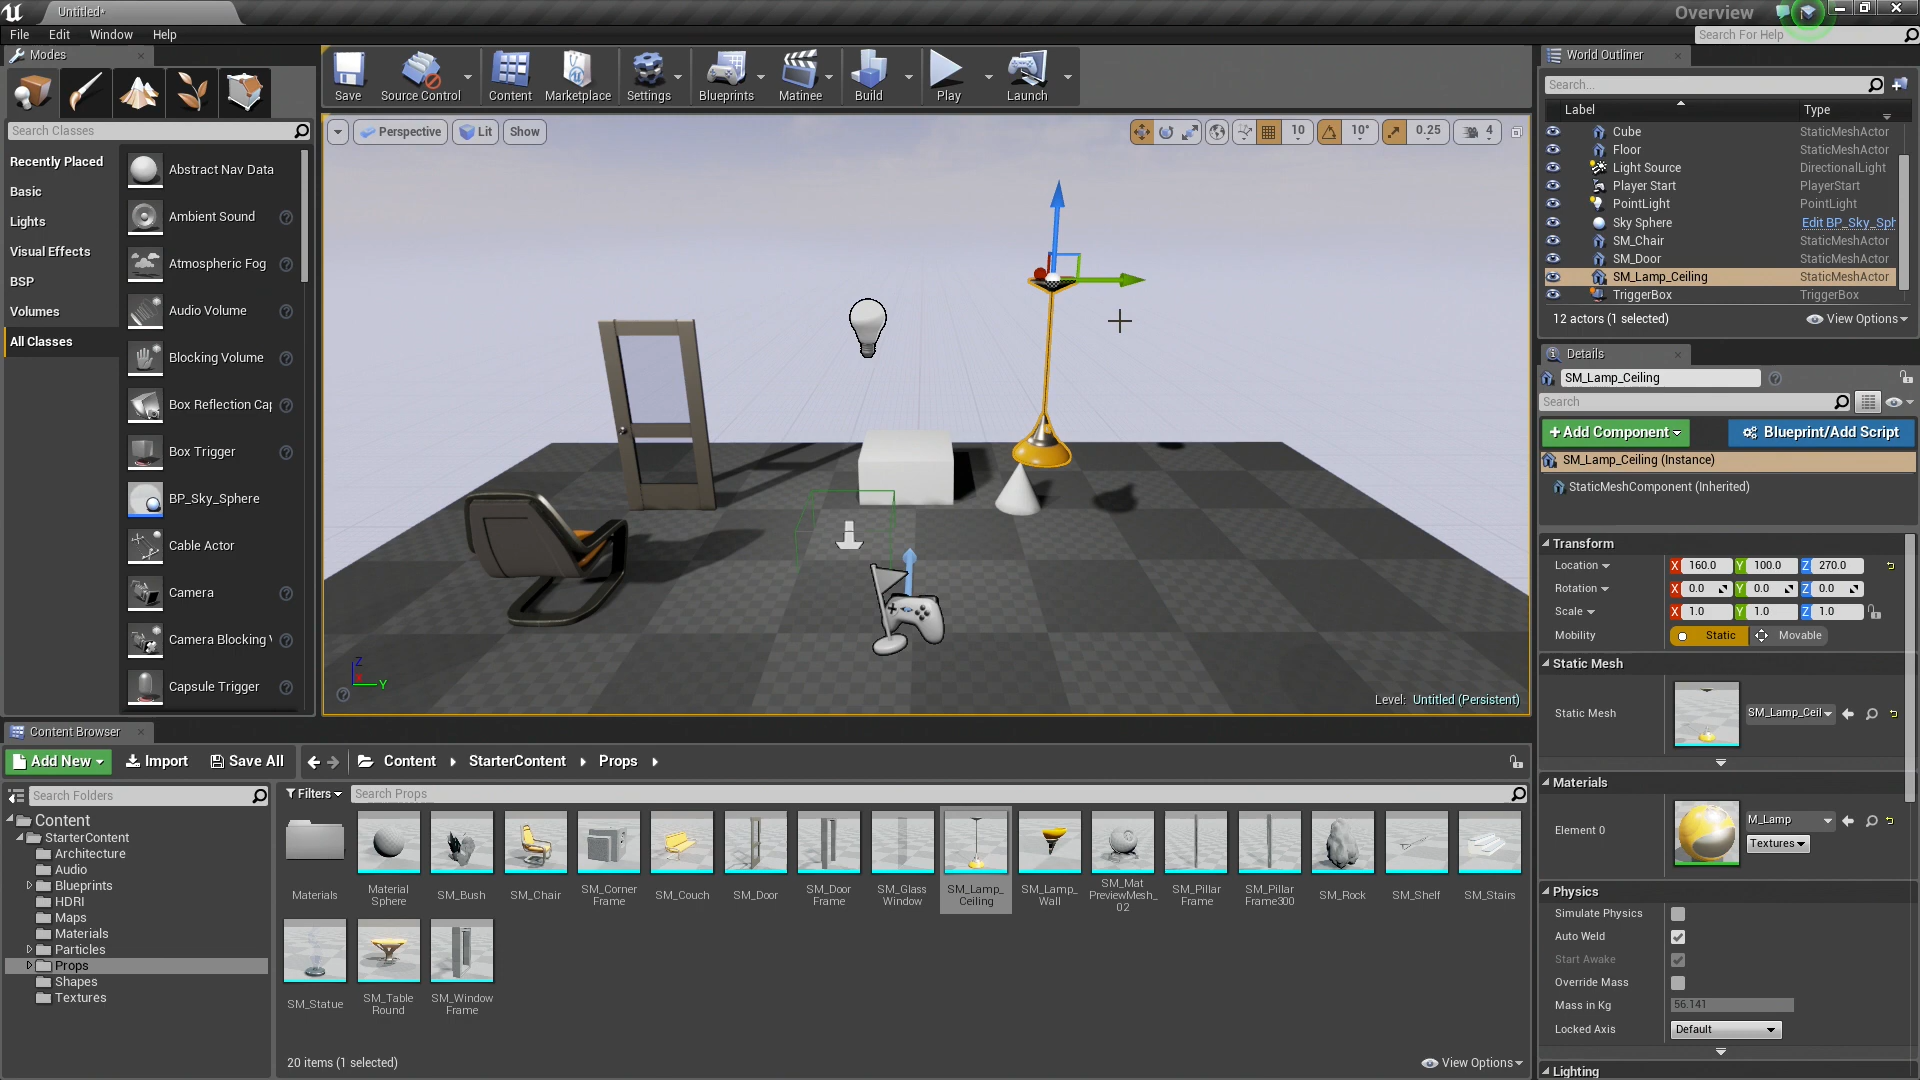 Untitled*
Overview
File Edit Window Help
Search For Help
Modes
Search Classes
Recently Placed
Basic
Lights
Visual Effects
BSP
Volumes
All Classes
Abstract Nav Data
Ambient Sound
Atmospheric Fog
Audio Volume
Blocking Volume
Box Reflection Cap
Box Trigger
BP_Sky_Sphere
Cable Actor
Camera
Camera Blocking V
Capsule Trigger
Save Source Control Content Marketplace Settings Blueprints Matinee Build Play Launch
Perspective Lit Show
10 10° 0.25 4
Z
Y
Level: Untitled (Persistent)
World Outliner
Search...
Label Type
Cube StaticMeshActor
Floor StaticMeshActor
Light Source DirectionalLight
Player Start PlayerStart
PointLight PointLight
Sky Sphere Edit BP_Sky_Sph
SM_Chair StaticMeshActor
SM_Door StaticMeshActor
SM_Lamp_Ceiling StaticMeshActor
TriggerBox TriggerBox
12 actors (1 selected) View Options
Details
SM_Lamp_Ceiling
Search
+Add Component Blueprint/Add Script
SM_Lamp_Ceiling (Instance)
StaticMeshComponent (Inherited)
Transform
Location X 160.0 Y 100.0 Z 270.0
Rotation X 0.0 Y 0.0 Z 0.0
Scale X 1.0 Y 1.0 Z 1.0
Mobility Static Movable
Static Mesh
Static Mesh SM_Lamp_Ceil
Materials
Element 0 M_Lamp
Textures
Physics
Simulate Physics
Auto Weld
Start Awake
Override Mass
Mass in Kg 56.141
Locked Axis Default
Lighting
Content Browser
Add New Import Save All Content StarterContent Props
Search Folders
Filters Search Props
Content
StarterContent
Architecture
Audio
Blueprints
HDRI
Maps
Materials
Particles
Props
Shapes
Textures
Materials
Material
Sphere
SM_Bush
SM_Chair
SM_Corner
Frame
SM_Couch
SM_Door
SM_Door
Frame
SM_Glass
Window
SM_Lamp_
Ceiling
SM_Lamp_
Wall
SM_Mat
PreviewMesh_
02
SM_Pillar
Frame
SM_Pillar
Frame300
SM_Rock
SM_Shelf
SM_Stairs
SM_Statue
SM_Table
Round
SM_Window
Frame
20 items (1 selected)
View Options